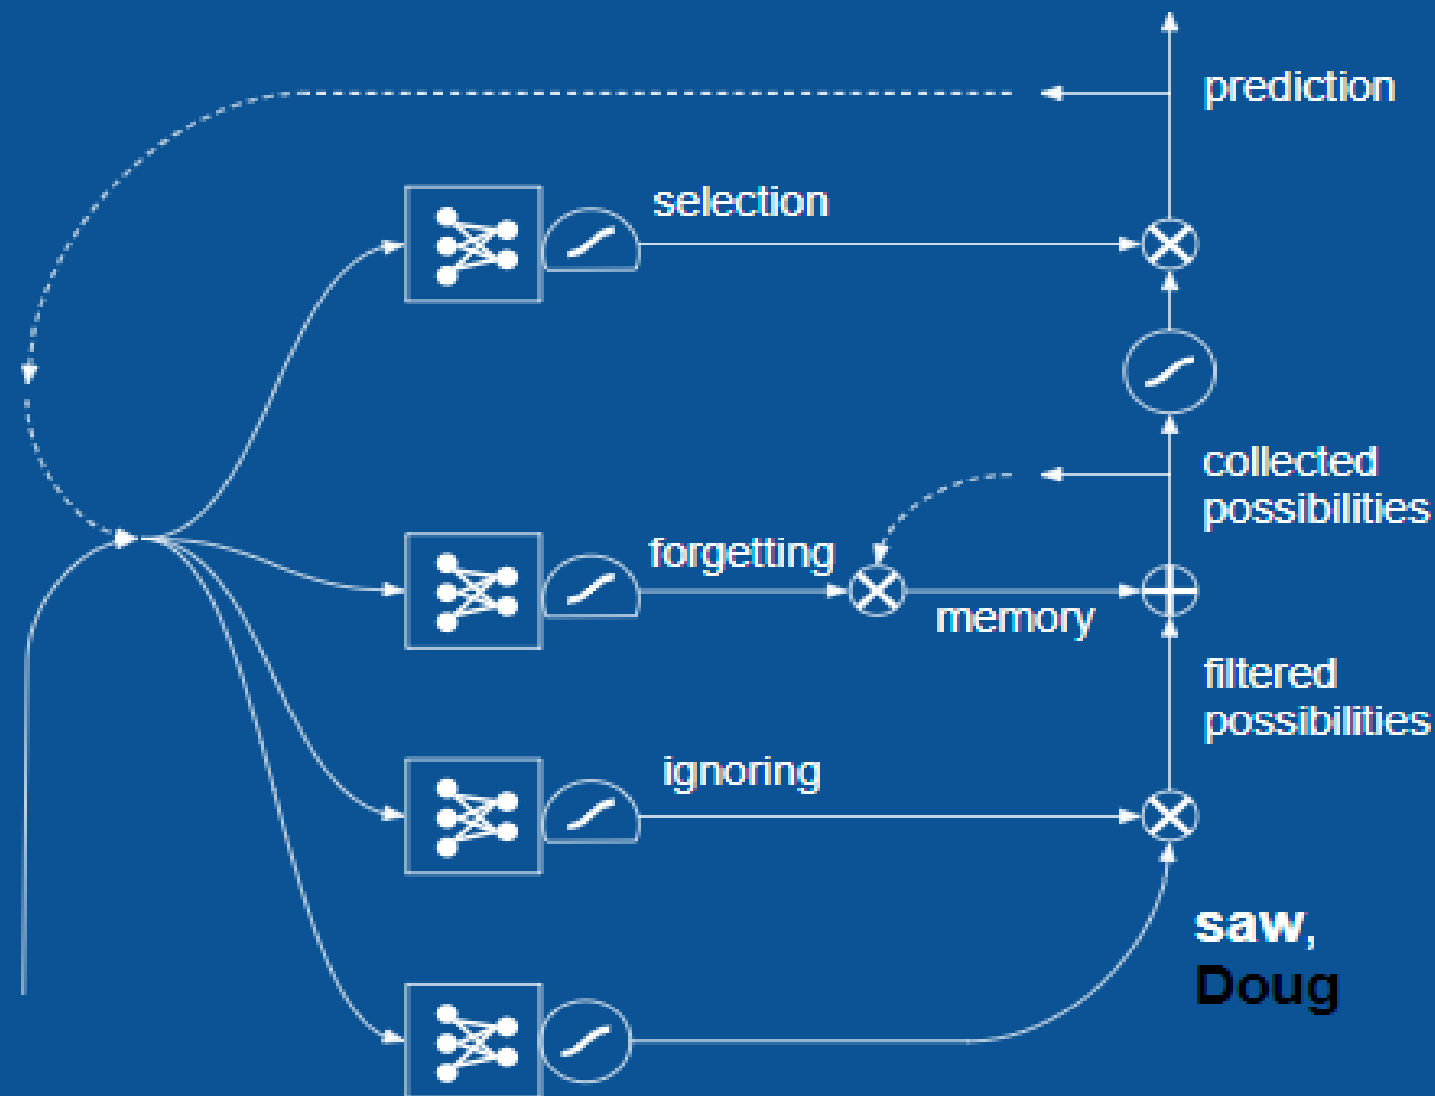 prediction
selection
collected
possibilities
forgetting
memory
filtered
possibilities
ignoring
saw,
Doug